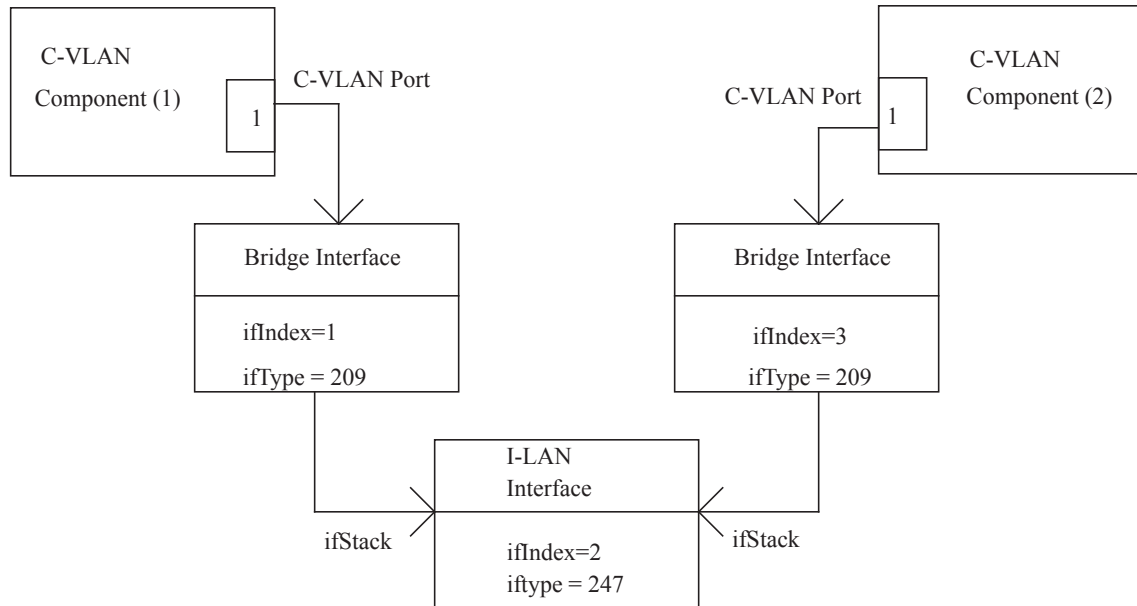 C-VLAN
Component (1)
1
C-VLAN Port
C-VLAN Port
1
C-VLAN
Component (2)
Bridge Interface
ifIndex=1
ifType = 209
Bridge Interface
ifIndex=3
ifType = 209
I-LAN
Interface
ifIndex=2
iftype = 247
ifStack
ifStack